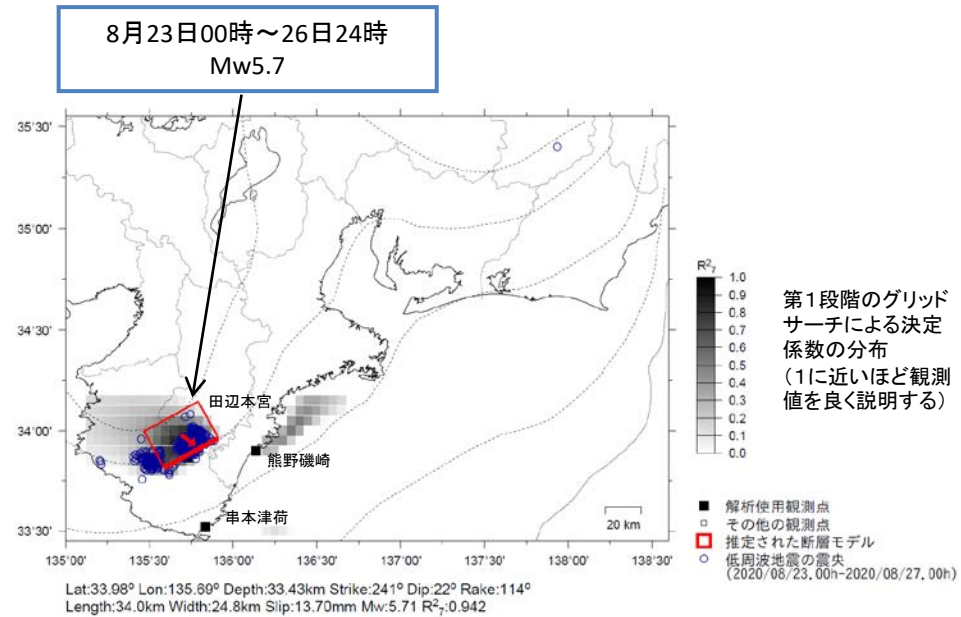 8月23日00時～26日24時
Mw5.7
35°30'
35°00'
34°30'
34°00'
33°30'
135°00'
135°30'
136°00'
136°30'
137°00'
137°30'
138°00'
138°30'
田辺本宮
熊野磯崎
串本津荷
20 km
R²₇
1.0
0.9
0.8
0.7
0.6
0.5
0.4
0.3
0.2
0.1
0.0
第1段階のグリッド
サーチによる決定
係数の分布
（1に近いほど観測
値を良く説明する）
解析使用観測点
その他の観測点
推定された断層モデル
低周波地震の震央
(2020/08/23.00h-2020/08/27.00h)
Lat:33.98° Lon:135.69° Depth:33.43km Strike:241° Dip:22° Rake:114°
Length:34.0km Width:24.8km Slip:13.70mm Mw:5.71 R²₇:0.942